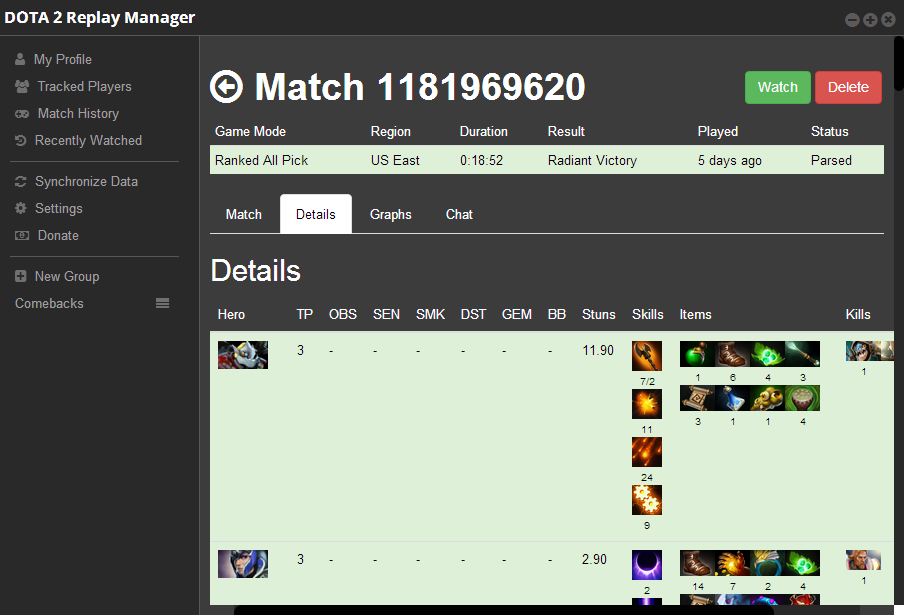 DOTA 2 Replay Manager
My Profile
Tracked Players
Match History
Recently Watched
Synchronize Data
Settings
Donate
New Group
Comebacks
Match 1181969620
Watch Delete
Game Mode Region Duration Result Played Status
Ranked All Pick US East 0:18:52 Radiant Victory 5 days ago Parsed
Match Details Graphs Chat
Details
Hero TP OBS SEN SMK DST GEM BB Stuns Skills Items Kills
3 - - - - - - 11.90
1 6 4 3 1
7/2
3 1 1 4
11
24
9
3 - - - - - - 2.90
2 14 7 2 4 1